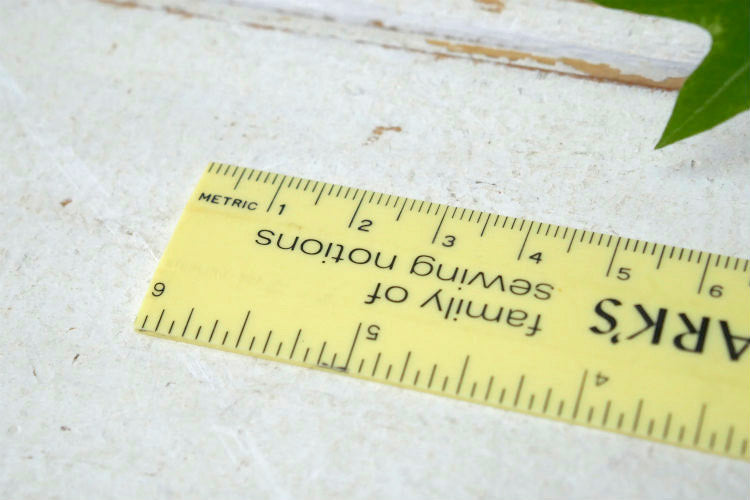 METRIC 1 2 3 4 5 6
ARK'S
family of
sewing notions
6 5 4